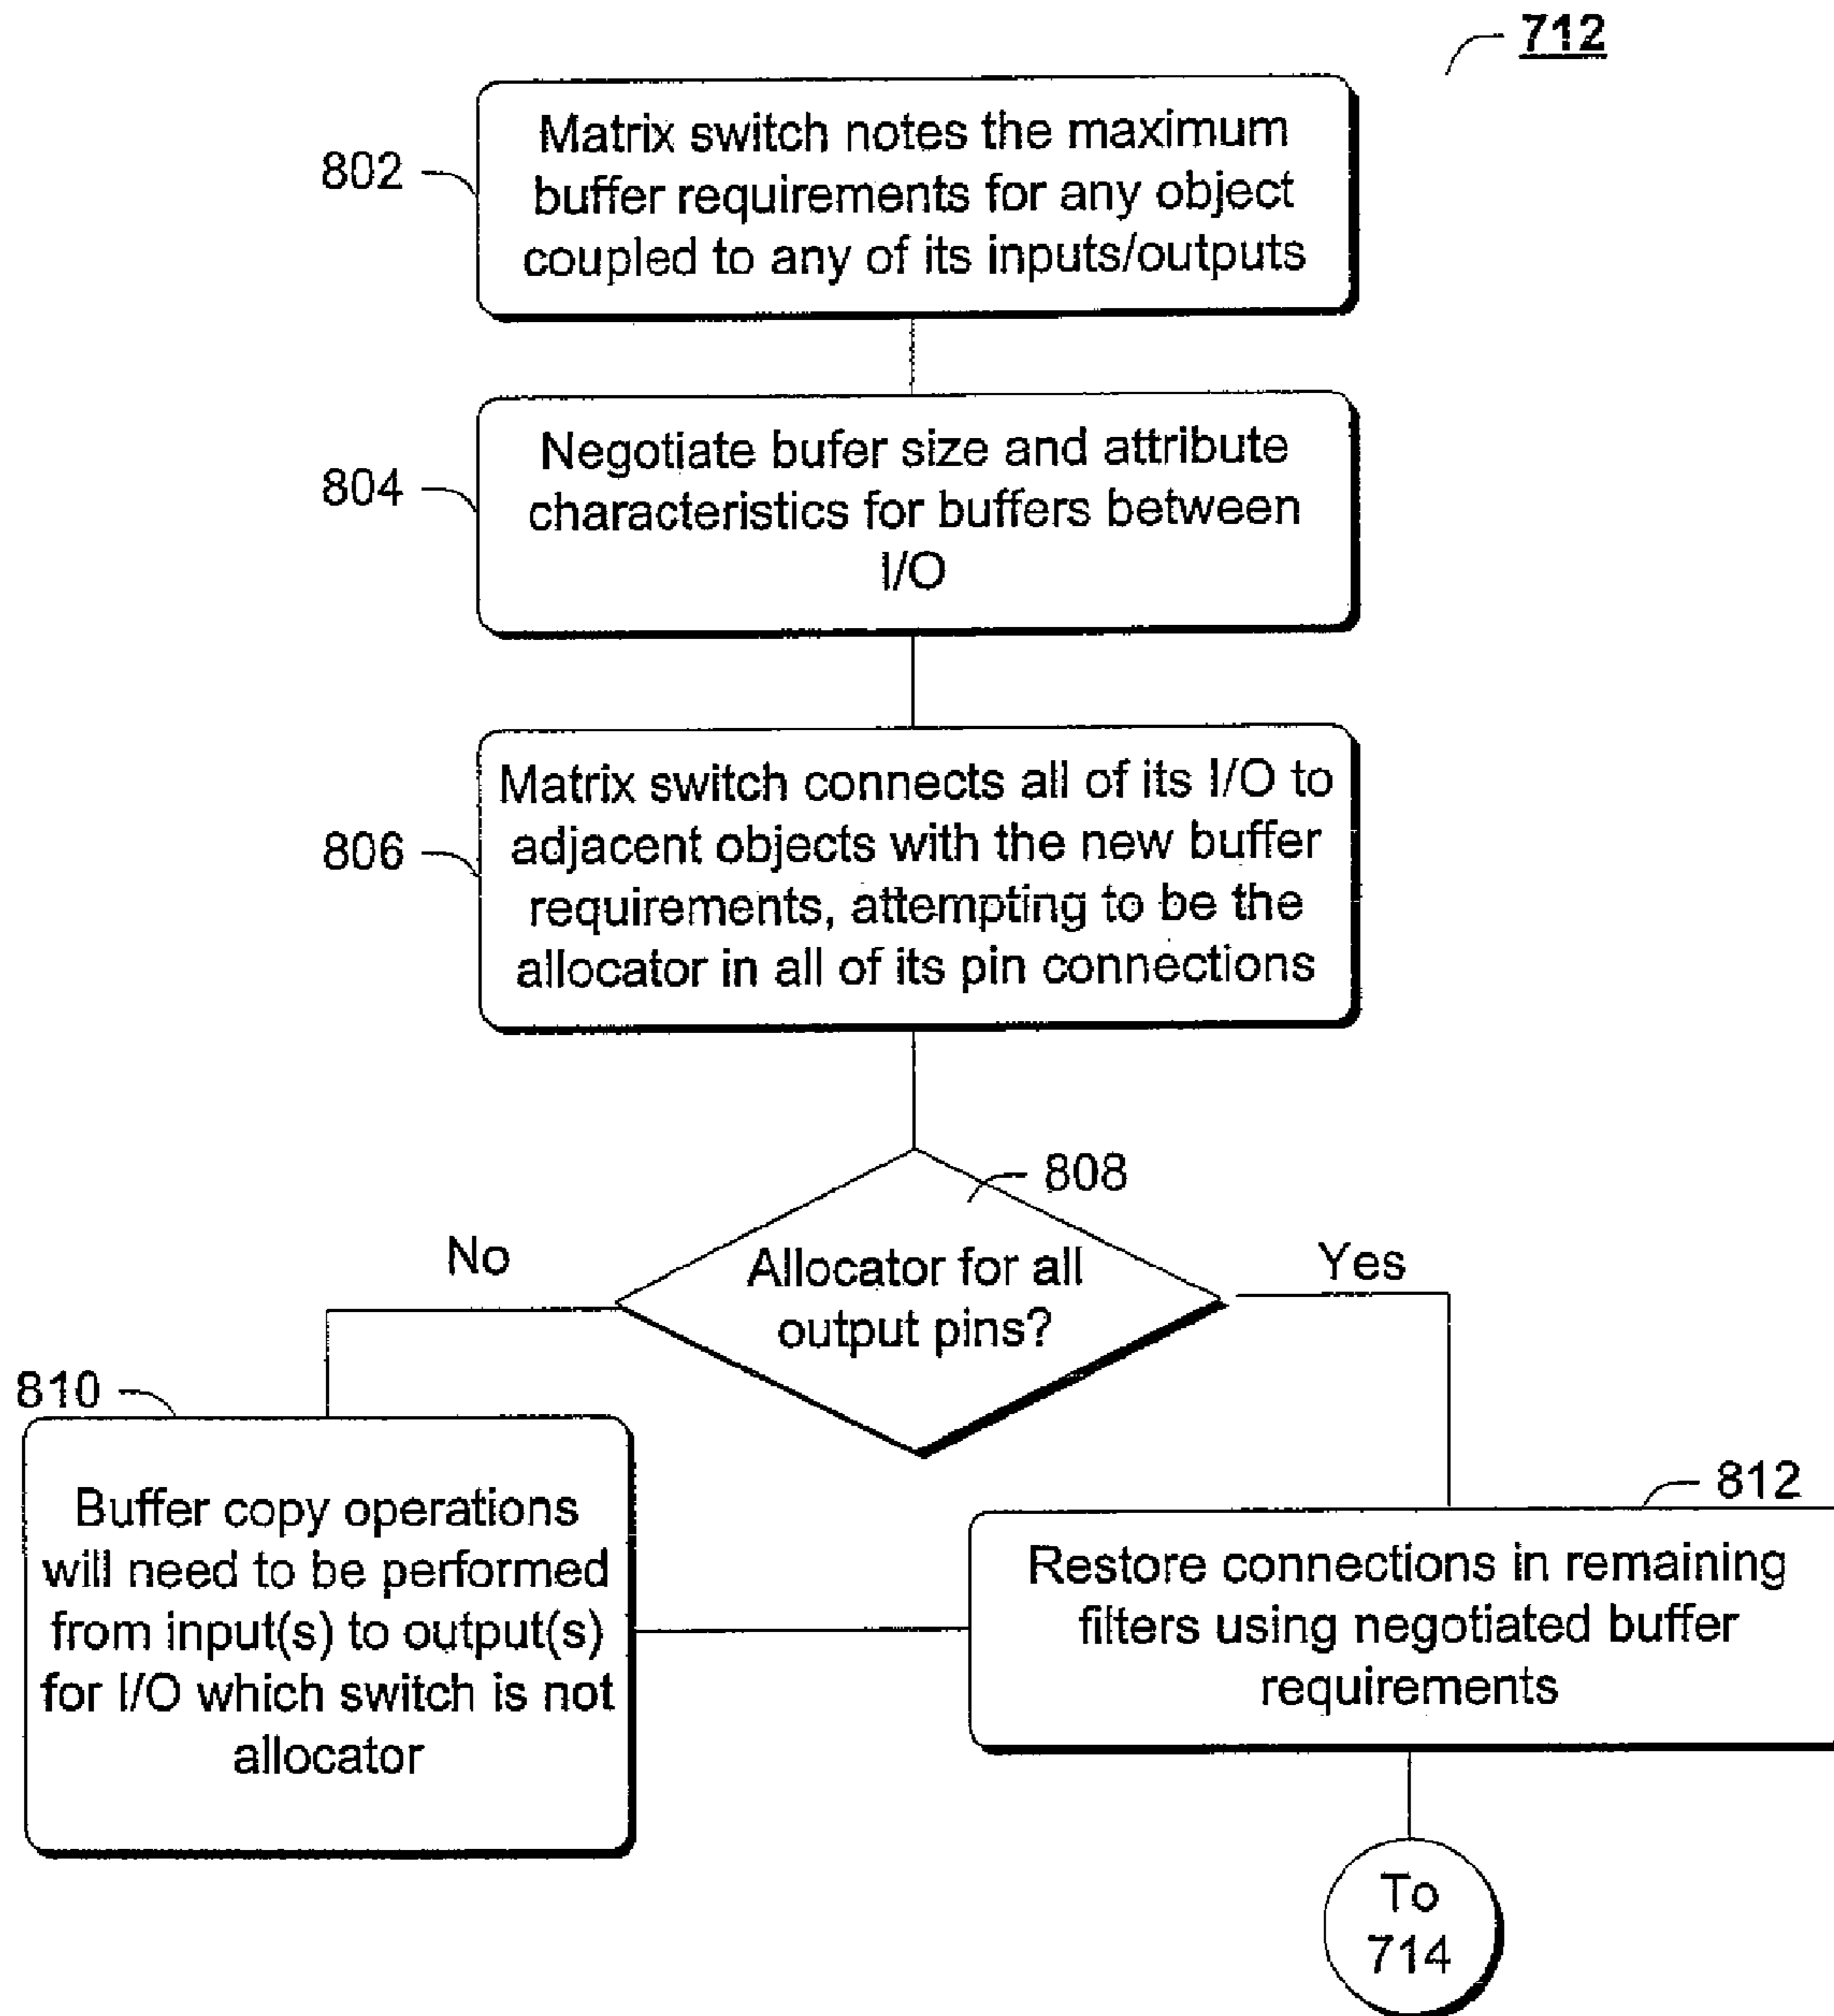 712
802
Matrix switch notes the maximum
buffer requirements for any object
coupled to any of its inputs/outputs
804
Negotiate bufer size and attribute
characteristics for buffers between
I/O
806
Matrix switch connects all of its I/O to
adjacent objects with the new buffer
requirements, attempting to be the
allocator in all of its pin connections
808
No
Allocator for all
output pins?
Yes
810
Buffer copy operations
will need to be performed
from input(s) to output(s)
for I/O which switch is not
allocator
812
Restore connections in remaining
filters using negotiated buffer
requirements
To
714